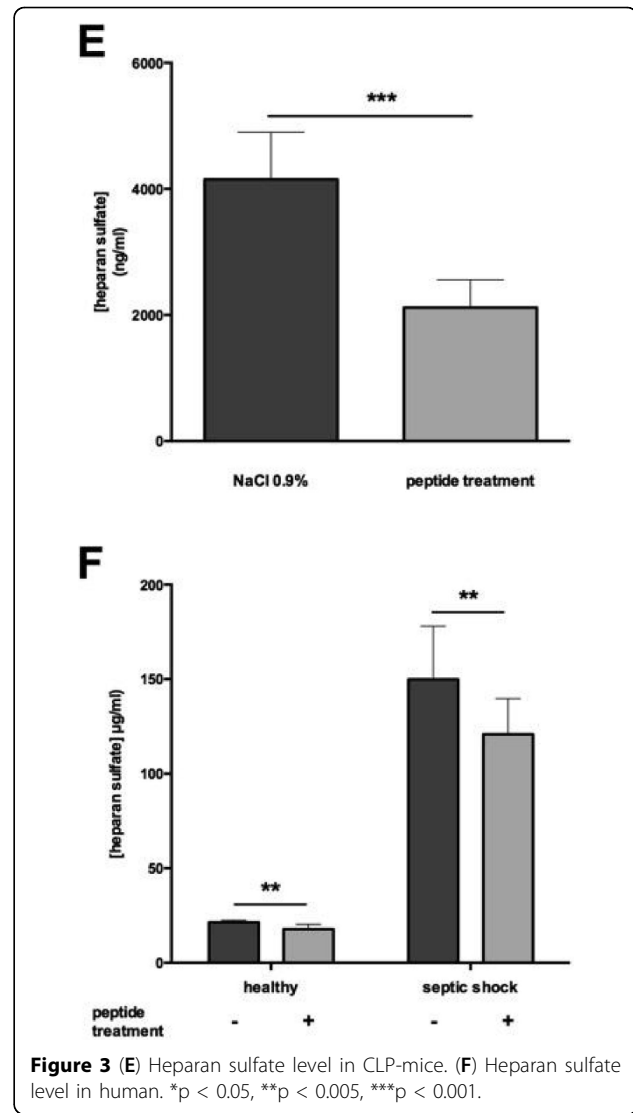 E
6000
4000
2000
0
[heparan sulfate]
(ng/ml)
***
NaCl 0.9%
peptide treatment
F
200
150
100
50
0
[heparan sulfate] µg/ml
**
**
healthy
septic shock
peptide
treatment
- + - +
Figure 3 (E) Heparan sulfate level in CLP-mice. (F) Heparan sulfate
level in human. *p < 0.05, **p < 0.005, ***p < 0.001.